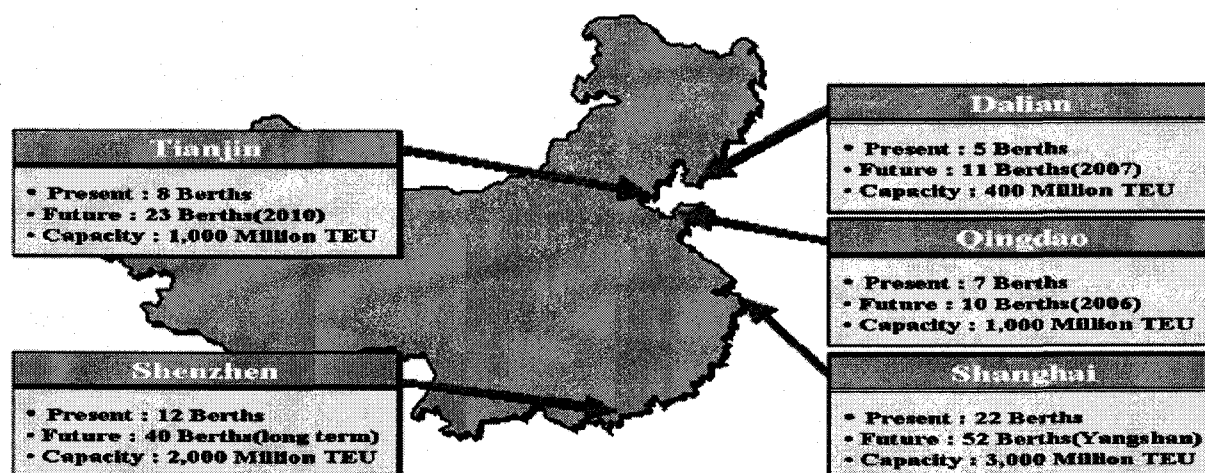 Tianjin
• Present : 8 Berths
• Future : 23 Berths(2010)
• Capacity : 1,000 Million TEU
Shenzhen
• Present : 12 Berths
• Future : 40 Berths(long term)
• Capacity : 2,000 Million TEU
Dalian
• Present : 5 Berths
• Future : 11 Berths(2007)
• Capacity : 400 Million TEU
Qingdao
• Present : 7 Berths
• Future : 10 Berths(2006)
• Capacity : 1,000 Million TEU
Shanghai
• Present : 22 Berths
• Future : 52 Berths(Yangshan)
• Capacity : 3,000 Million TEU